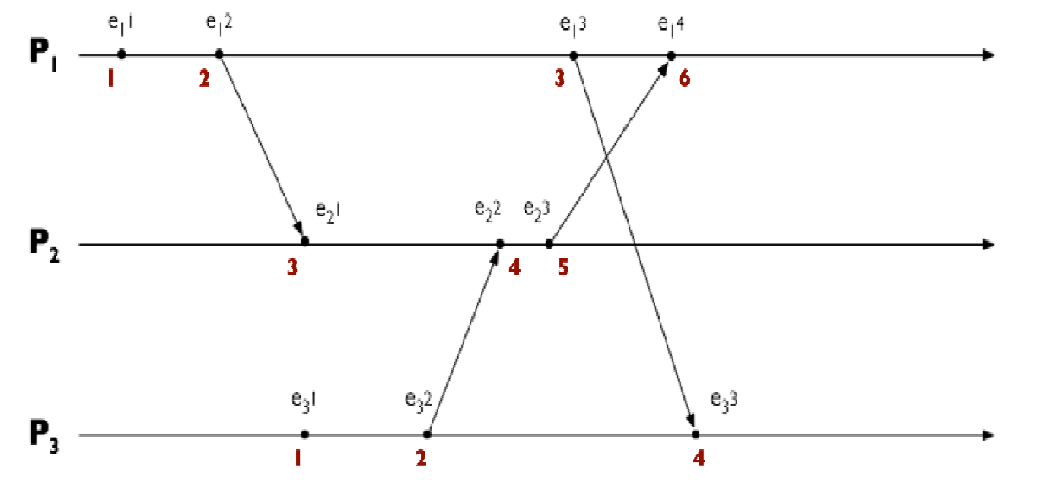 e₁1 e₁2 e₁3 e₁4
P₁
1 2 3 6
e₂1 e₂2 e₂3
P₂
3 4 5
e₃1 e₃2 e₃3
P₃
1 2 4